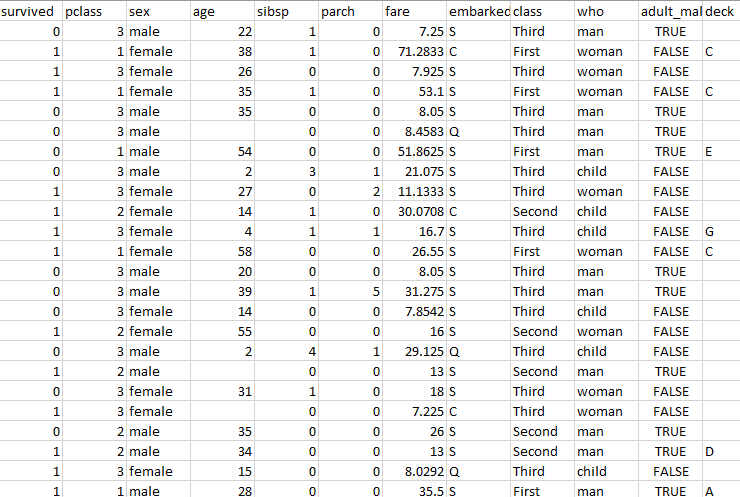 survived pclass sex age sibsp parch fare embarked class who adult_mal deck
0 3 male 22 1 0 7.25 S Third man TRUE
1 1 female 38 1 0 71.2833 C First woman FALSE C
1 3 female 26 0 0 7.925 S Third woman FALSE
1 1 female 35 1 0 53.1 S First woman FALSE C
0 3 male 35 0 0 8.05 S Third man TRUE
0 3 male 0 0 8.4583 Q Third man TRUE
0 1 male 54 0 0 51.8625 S First man TRUE E
0 3 male 2 3 1 21.075 S Third child FALSE
1 3 female 27 0 2 11.1333 S Third woman FALSE
1 2 female 14 1 0 30.0708 C Second child FALSE
1 3 female 4 1 1 16.7 S Third child FALSE G
1 1 female 58 0 0 26.55 S First woman FALSE C
0 3 male 20 0 0 8.05 S Third man TRUE
0 3 male 39 1 5 31.275 S Third man TRUE
0 3 female 14 0 0 7.8542 S Third child FALSE
1 2 female 55 0 0 16 S Second woman FALSE
0 3 male 2 4 1 29.125 Q Third child FALSE
1 2 male 0 0 13 S Second man TRUE
0 3 female 31 1 0 18 S Third woman FALSE
1 3 female 0 0 7.225 C Third woman FALSE
0 2 male 35 0 0 26 S Second man TRUE
1 2 male 34 0 0 13 S Second man TRUE D
1 3 female 15 0 0 8.0292 Q Third child FALSE
1 1 male 28 0 0 35.5 S First man TRUE A